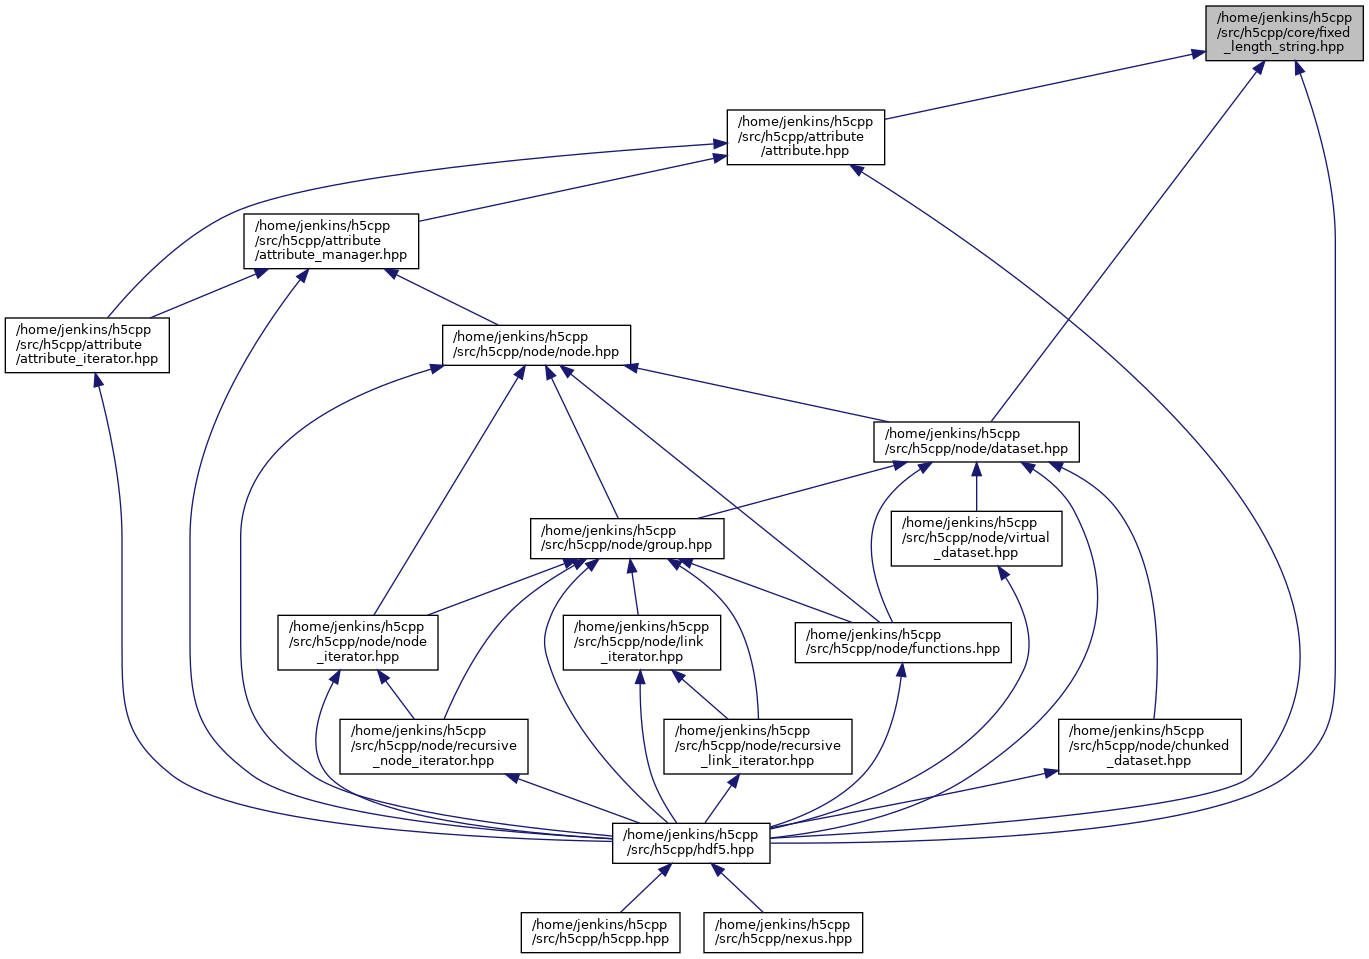 /home/jenkins/h5cpp
/src/h5cpp/core/fixed
_length_string.hpp
/home/jenkins/h5cpp
/src/h5cpp/attribute
/attribute.hpp
/home/jenkins/h5cpp
/src/h5cpp/attribute
/attribute_manager.hpp
/home/jenkins/h5cpp
/src/h5cpp/attribute
/attribute_iterator.hpp
/home/jenkins/h5cpp
/src/h5cpp/node/node.hpp
/home/jenkins/h5cpp
/src/h5cpp/node/dataset.hpp
/home/jenkins/h5cpp
/src/h5cpp/node/group.hpp
/home/jenkins/h5cpp
/src/h5cpp/node/virtual
_dataset.hpp
/home/jenkins/h5cpp
/src/h5cpp/node/node
_iterator.hpp
/home/jenkins/h5cpp
/src/h5cpp/node/link
_iterator.hpp
/home/jenkins/h5cpp
/src/h5cpp/node/functions.hpp
/home/jenkins/h5cpp
/src/h5cpp/node/recursive
_node_iterator.hpp
/home/jenkins/h5cpp
/src/h5cpp/node/recursive
_link_iterator.hpp
/home/jenkins/h5cpp
/src/h5cpp/node/chunked
_dataset.hpp
/home/jenkins/h5cpp
/src/h5cpp/hdf5.hpp
/home/jenkins/h5cpp
/src/h5cpp/h5cpp.hpp
/home/jenkins/h5cpp
/src/h5cpp/nexus.hpp